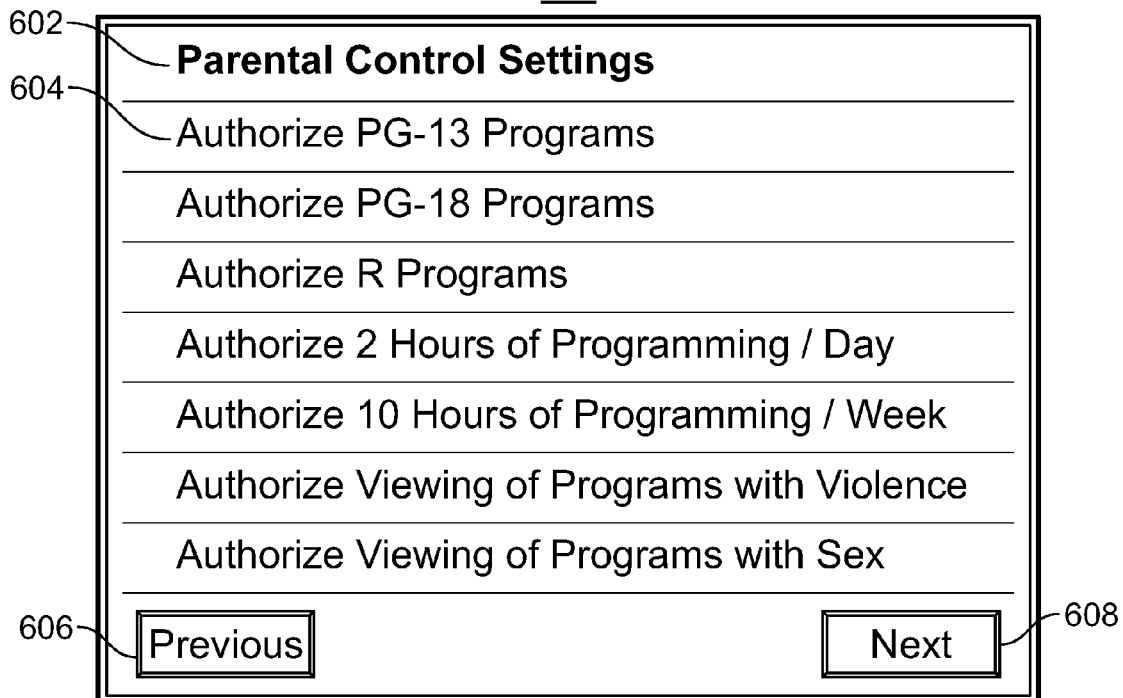 602
Parental Control Settings
604
Authorize PG-13 Programs
Authorize PG-18 Programs
Authorize R Programs
Authorize 2 Hours of Programming / Day
Authorize 10 Hours of Programming / Week
Authorize Viewing of Programs with Violence
Authorize Viewing of Programs with Sex
606
Previous
Next
608